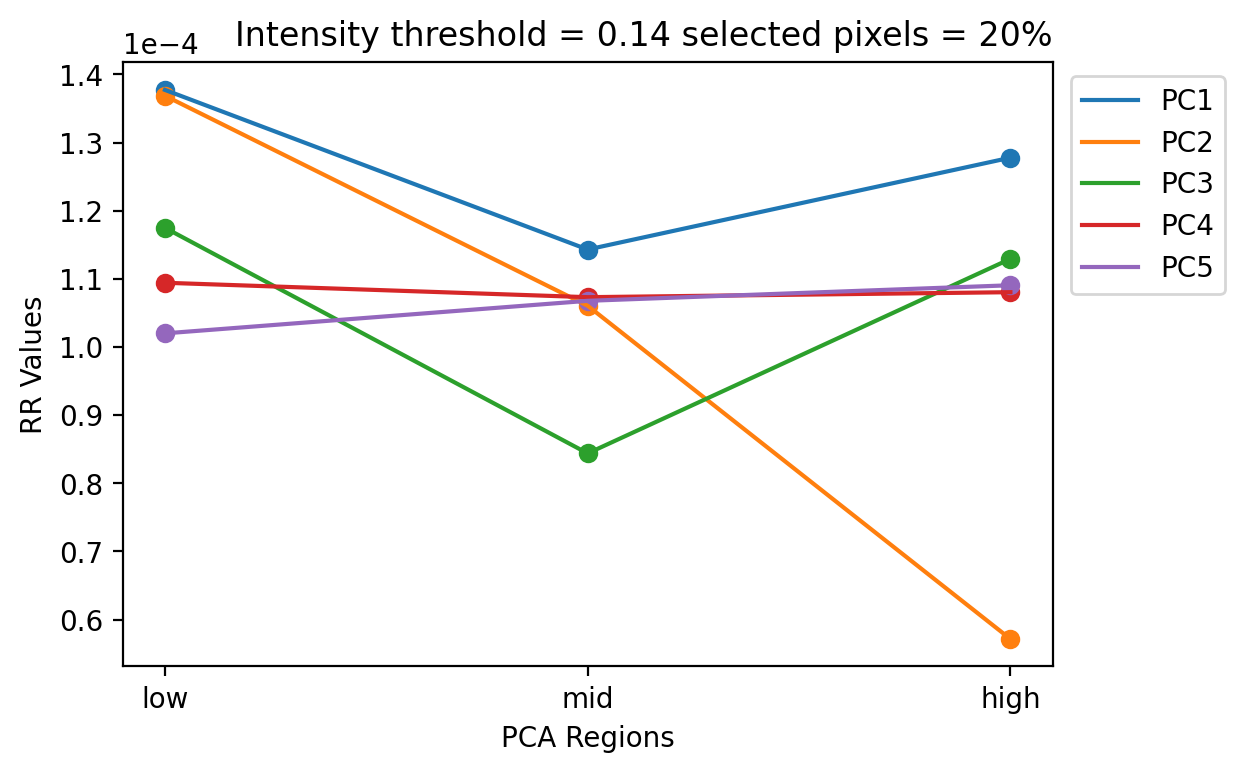 1e−4
Intensity threshold = 0.14 selected pixels = 20%
1.4
1.3
1.2
1.1
1.0
0.9
0.8
0.7
0.6
RR Values
low
mid
high
PCA Regions
PC1
PC2
PC3
PC4
PC5